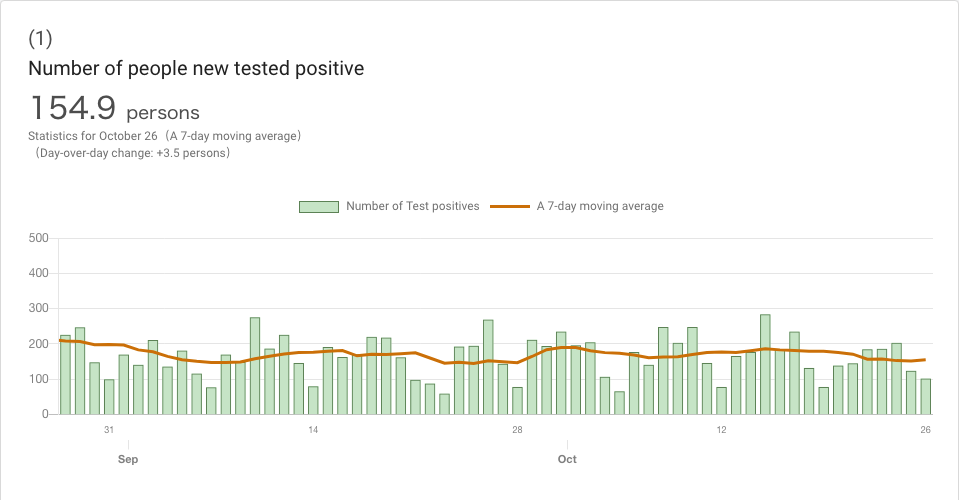 (1)
Number of people new tested positive
154.9 persons
Statistics for October 26（A 7-day moving average）
（Day-over-day change: +3.5 persons）
Number of Test positives A 7-day moving average
500
400
300
200
100
0
31 14 28 12 26
Sep Oct